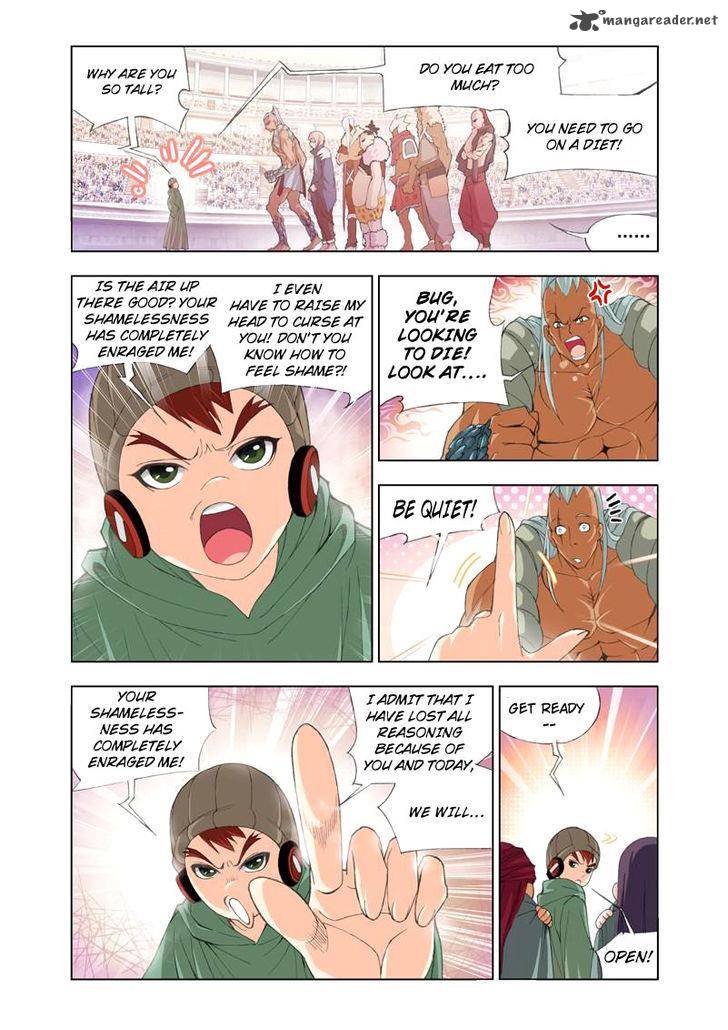 mangareader.net
WHY ARE YOU
SO TALL?
DO YOU EAT TOO
MUCH?
YOU NEED TO GO
ON A DIET!
......
IS THE AIR UP
THERE GOOD? YOUR
SHAMELESSNESS
HAS COMPLETELY
ENRAGED ME!
I EVEN
HAVE TO RAISE MY
HEAD TO CURSE AT
YOU! DON'T YOU
KNOW HOW TO
FEEL SHAME?!
BUG,
YOU'RE
LOOKING
TO DIE!
LOOK AT....
BE QUIET!
YOUR
SHAMELESS-
NESS HAS
COMPLETELY
ENRAGED ME!
I ADMIT THAT I
HAVE LOST ALL
REASONING
BECAUSE OF
YOU AND TODAY,
WE WILL...
GET READY
--
OPEN!